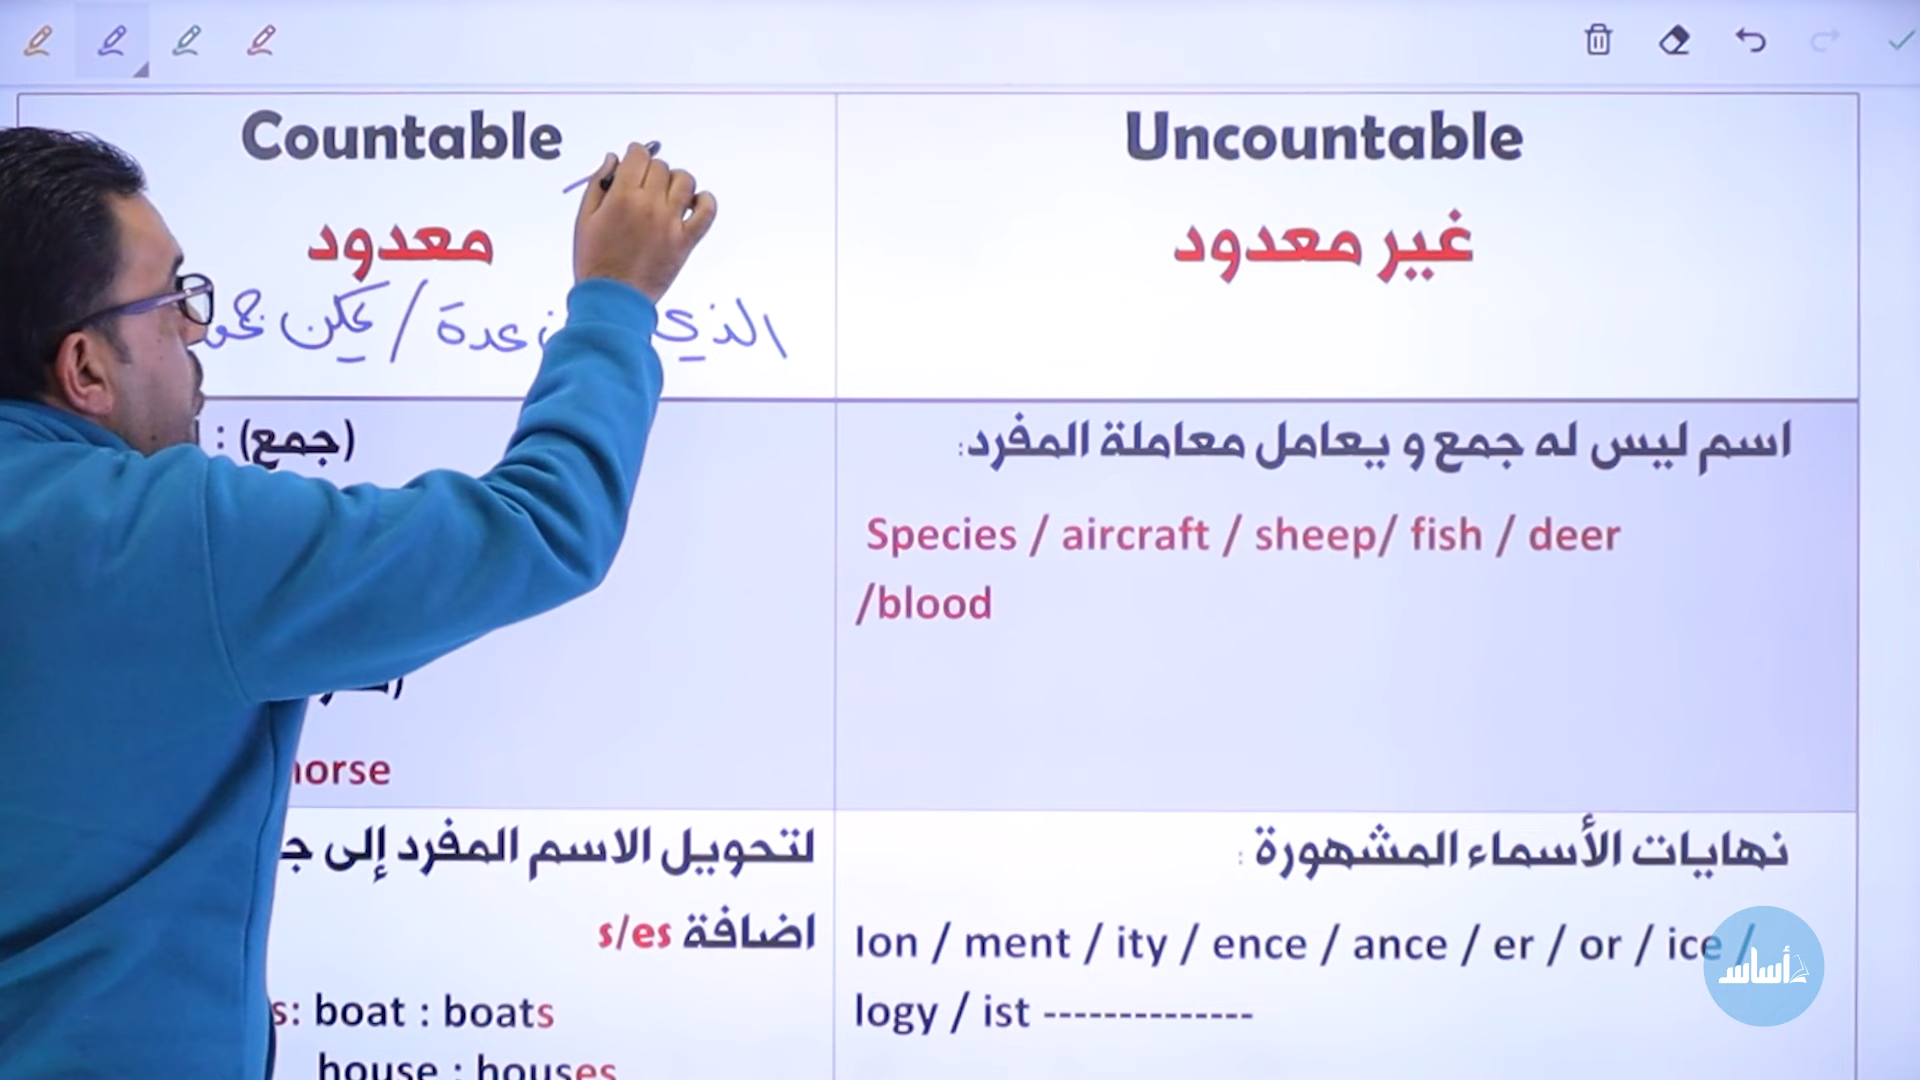 Countable
معدود
الذي عدة / يمكن
(جمع) :
horse
لتحويل الاسم المفرد إلى
اضافة s/es
s: boat : boats
house : houses
Uncountable
غير معدود
اسم ليس له جمع و يعامل معاملة المفرد:
Species / aircraft / sheep/ fish / deer
/blood
نهايات الأسماء المشهورة :
Ion / ment / ity / ence / ance / er / or / ice /
logy / ist --------------
أساس